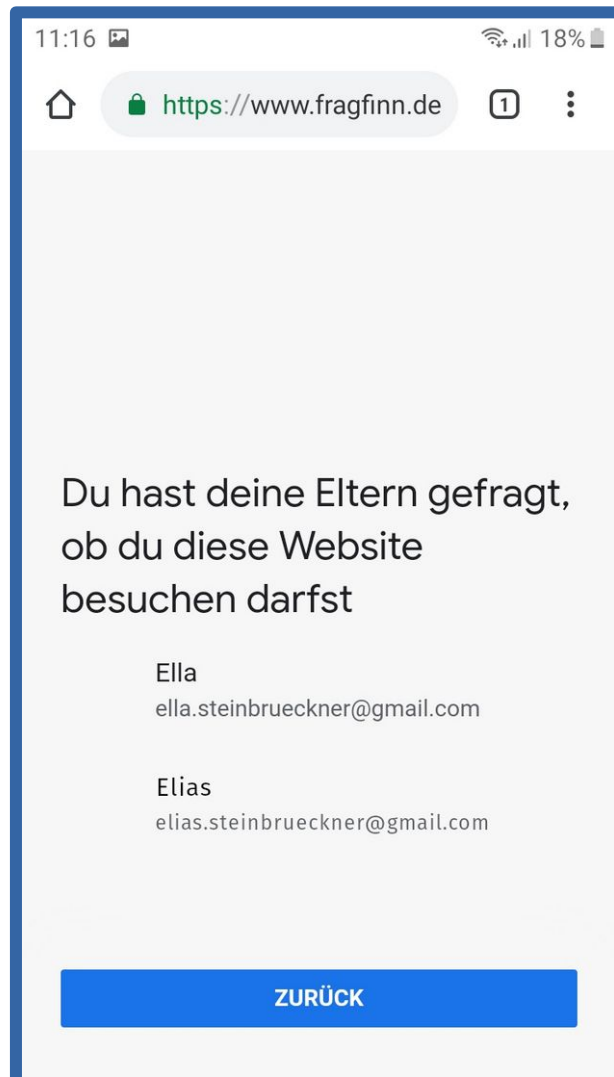 11:16 18%
https://www.fragfinn.de 1
Du hast deine Eltern gefragt,
ob du diese Website
besuchen darfst
Ella
ella.steinbrueckner@gmail.com
Elias
elias.steinbrueckner@gmail.com
ZURÜCK